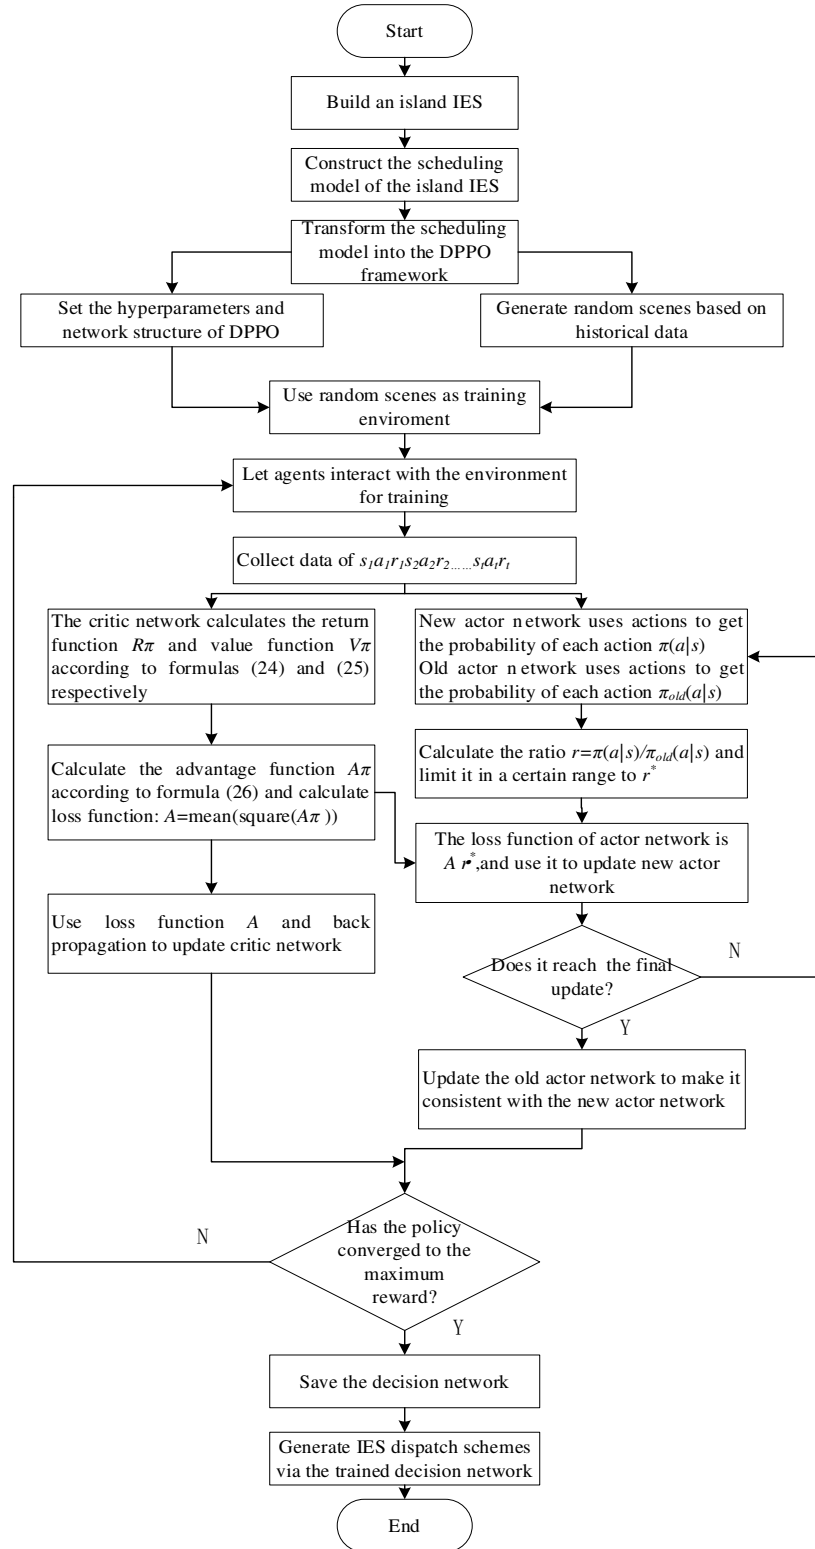 Start
Build an island IES
Construct the scheduling
model of the island IES
Transform the scheduling
model into the DPPO
framework
Set the hyperparameters and
network structure of DPPO
Generate random scenes based on
historical data
Use random scenes as training
enviroment
Let agents interact with the environment
for training
Collect data of s1a1r1s2a2r2……statrt
The critic network calculates the return
function Rπ and value function Vπ
according to formulas (24) and (25)
respectively
New actor network uses actions to get
the probability of each action π(a|s)
Old actor network uses actions to get
the probability of each action πold(a|s)
Calculate the advantage function Aπ
according to formula (26) and calculate
loss function: A=mean(square(Aπ ))
Calculate the ratio r=π(a|s)/πold(a|s) and
limit it in a certain range to r*
The loss function of actor network is
A r•*,and use it to update new actor
network
Use loss function A and back
propagation to update critic network
Does it reach the final
update?
N
Y
Update the old actor network to make it
consistent with the new actor network
Has the policy
converged to the
maximum
reward?
N
Y
Save the decision network
Generate IES dispatch schemes
via the trained decision network
End